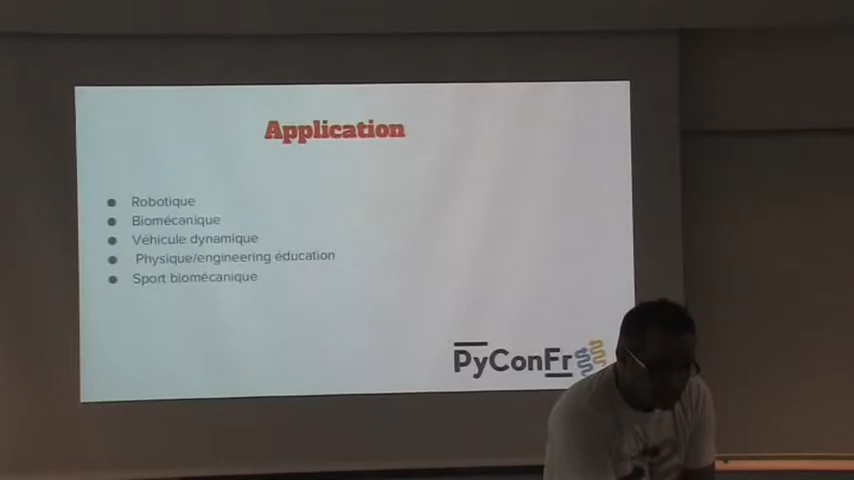 Application
● Robotique
● Biomécanique
● Véhicule dynamique
● Physique/engineering éducation
● Sport biomécanique
PyConFr